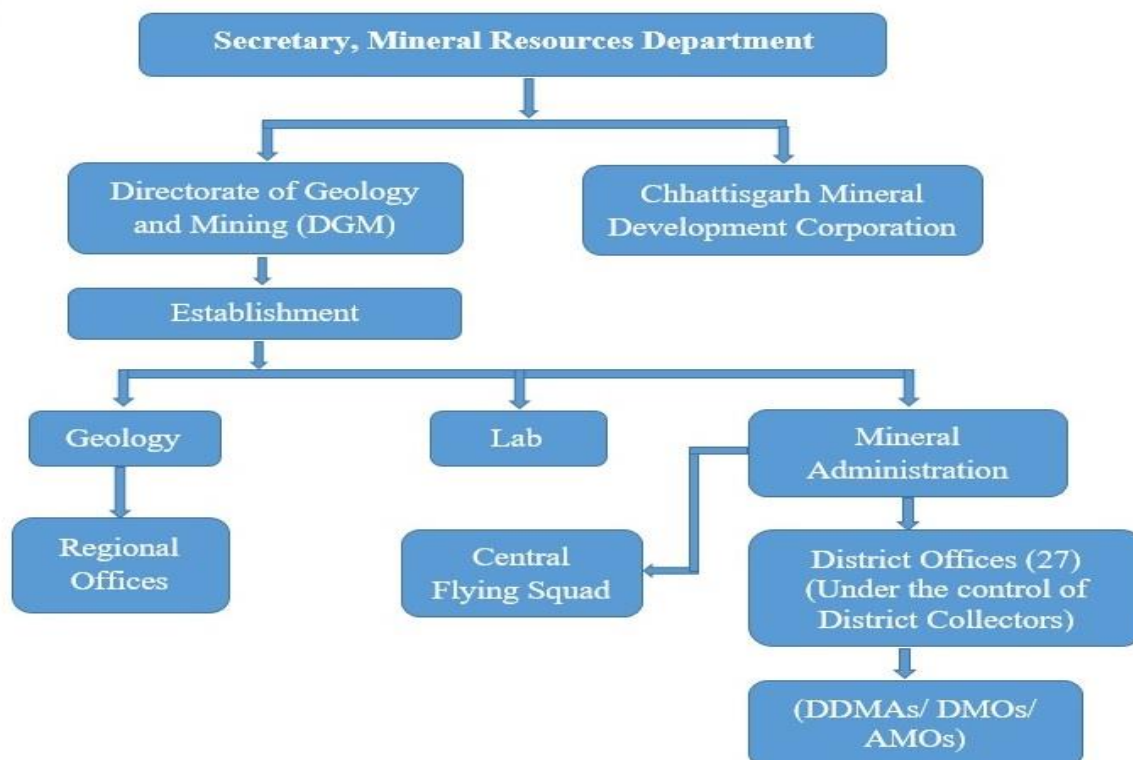 Secretary, Mineral Resources Department
Directorate of Geology
and Mining (DGM)
Chhattisgarh Mineral
Development Corporation
Establishment
Geology
Lab
Mineral
Administration
Regional
Offices
Central
Flying Squad
District Offices (27)
(Under the control of
District Collectors)
(DDMAs/ DMOs/
AMOs)